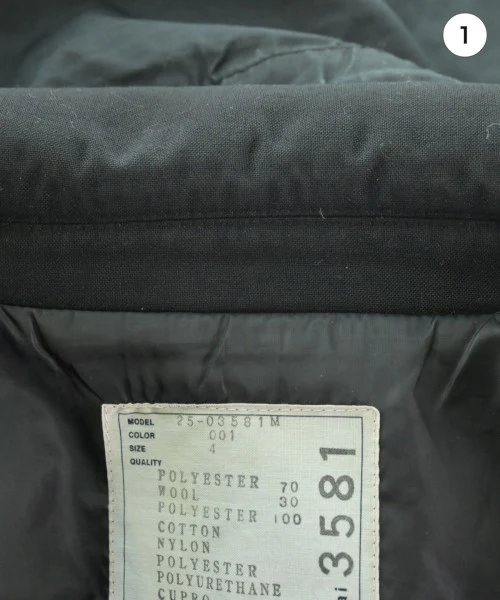 1
MODEL 25-03581M
COLOR 001
SIZE 4
QUALITY
POLYESTER 70
WOOL 30
POLYESTER 100
COTTON
NYLON
POLYESTER
POLYURETHANE
CUPRO
3581